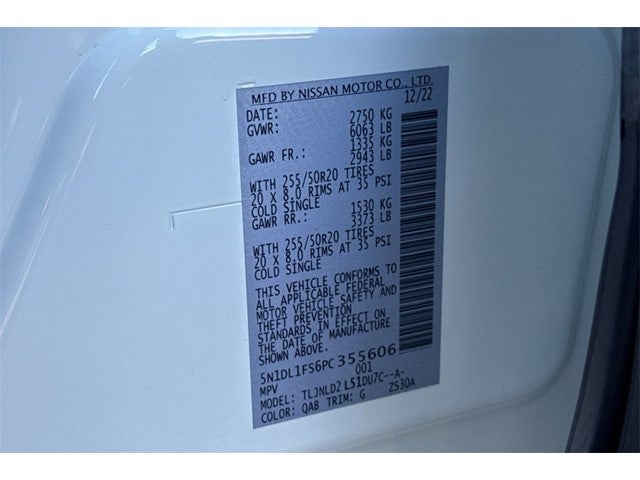 MFD BY NISSAN MOTOR CO., LTD.
DATE: 12/22
GVWR: 2750 KG
6063 LB
GAWR FR.: 1335 KG
2943 LB
WITH 255/50R20 TIRES
20 X 8.0 RIMS AT 35 PSI
COLD SINGLE
GAWR RR.: 1530 KG
3373 LB
WITH 255/50R20 TIRES
20 X 8.0 RIMS AT 35 PSI
COLD SINGLE
THIS VEHICLE CONFORMS TO
ALL APPLICABLE FEDERAL
MOTOR VEHICLE SAFETY AND
THEFT PREVENTION
STANDARDS IN EFFECT ON
THE DATE OF MANUFACTURE
SHOWN ABOVE.
5N1DL1FS6PC355606
MPV 001
MODEL: TLJNLD2 LS1DU7C--A-
COLOR: QAB TRIM: G ZS30A